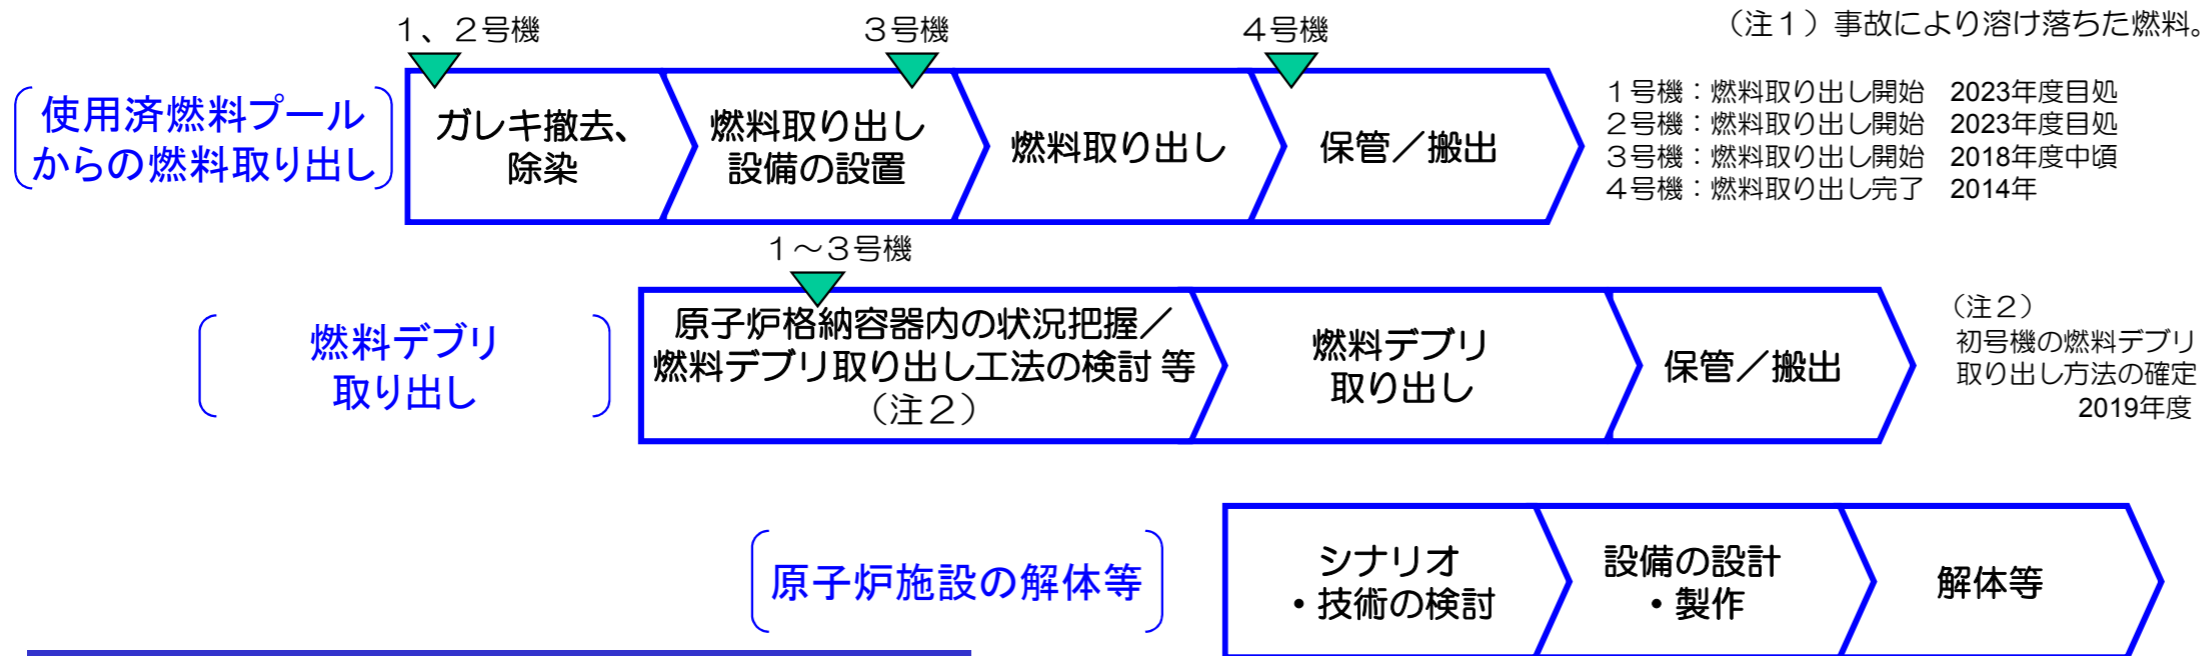 (注1)事故により溶け落ちた燃料。
1、2号機
3号機
4号機
使用済燃料プール
からの燃料取り出し
ガレキ撤去、
除染
燃料取り出し
設備の設置
燃料取り出し
保管/搬出
1号機:燃料取り出し開始 2023年度目処
2号機:燃料取り出し開始 2023年度目処
3号機:燃料取り出し開始 2018年度中頃
4号機:燃料取り出し完了 2014年
1~3号機
燃料デブリ
取り出し
原子炉格納容器内の状況把握/
燃料デブリ取り出し工法の検討 等
(注2)
燃料デブリ
取り出し
保管/搬出
(注2)
初号機の燃料デブリ
取り出し方法の確定
2019年度
原子炉施設の解体等
シナリオ
・技術の検討
設備の設計
・製作
解体等